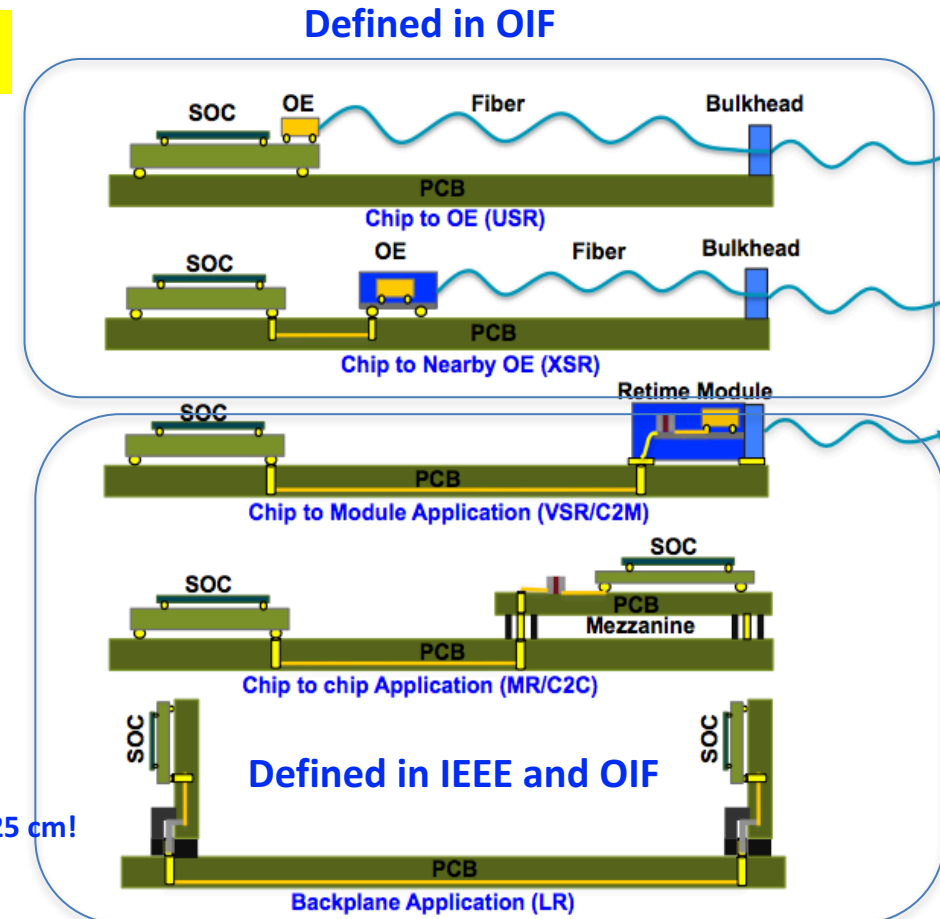 Defined in OIF
SOC OE Fiber Bulkhead
PCB
Chip to OE (USR)
SOC OE Fiber Bulkhead
PCB
Chip to Nearby OE (XSR)
Retime Module
SOC
PCB
Chip to Module Application (VSR/C2M)
SOC
SOC
PCB
Mezzanine
PCB
Chip to chip Application (MR/C2C)
SOC SOC
Defined in IEEE and OIF
25 cm!
PCB
Backplane Application (LR)